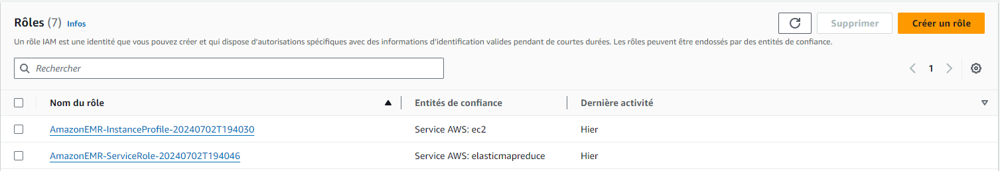 Rôles (7) Infos
Supprimer
Créer un rôle
Un rôle IAM est une identité que vous pouvez créer et qui dispose d'autorisations spécifiques avec des informations d'identification valides pendant de courtes durées. Les rôles peuvent être endossés par des entités de confiance.
Rechercher
1
Nom du rôle Entités de confiance Dernière activité
AmazonEMR-InstanceProfile-20240702T194030 Service AWS: ec2 Hier
AmazonEMR-ServiceRole-20240702T194046 Service AWS: elasticmapreduce Hier